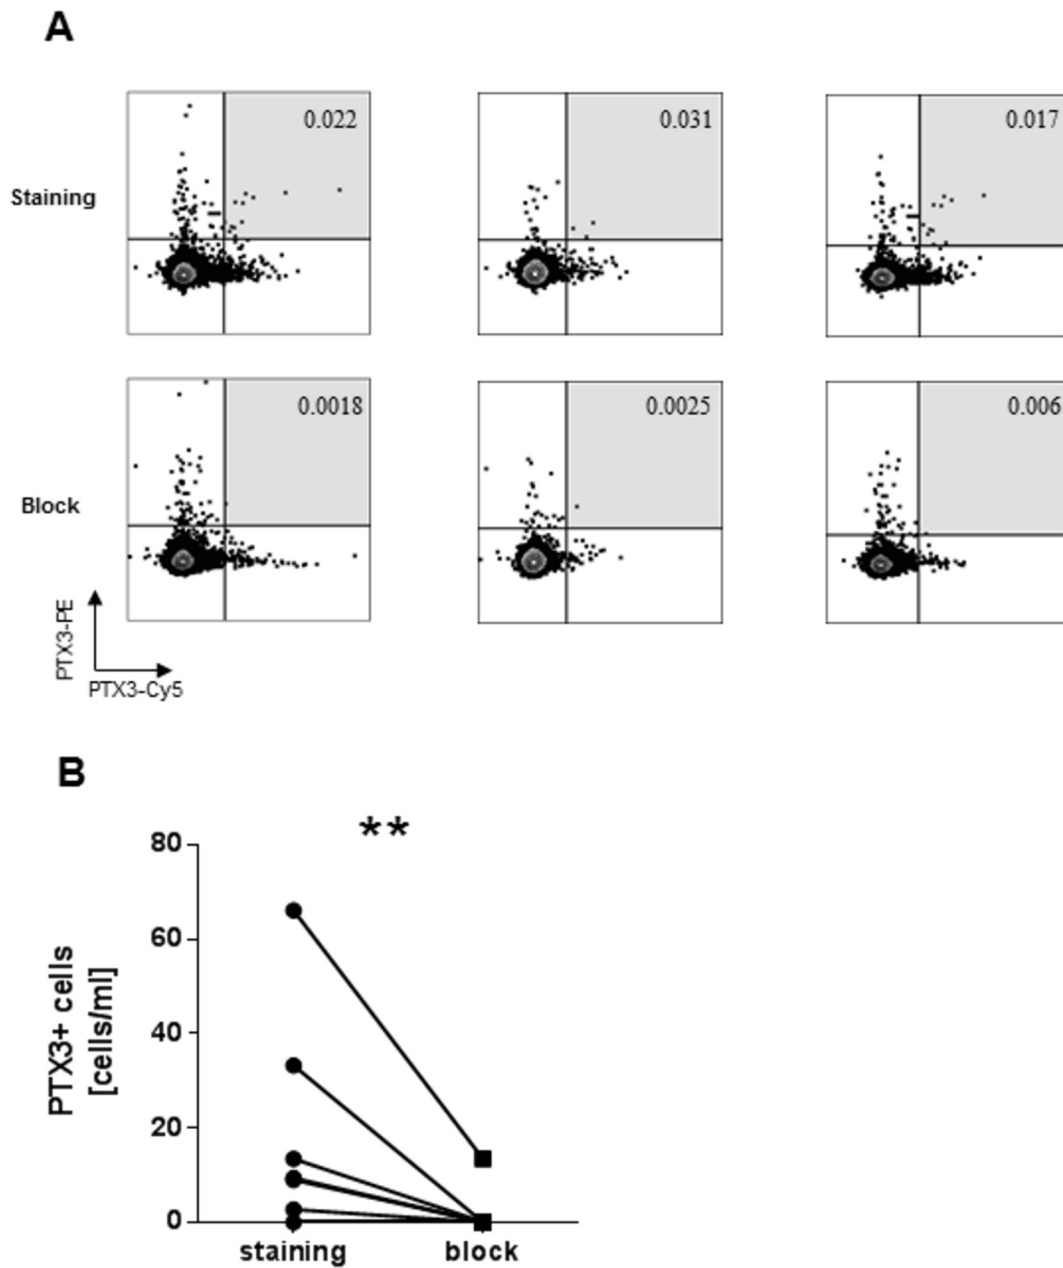 A
Staining
0.022
0.031
0.017
Block
0.0018
0.0025
0.006
PTX3-PE
PTX3-Cy5
B
**
PTX3+ cells
[cells/ml]
80
60
40
20
0
staining
block